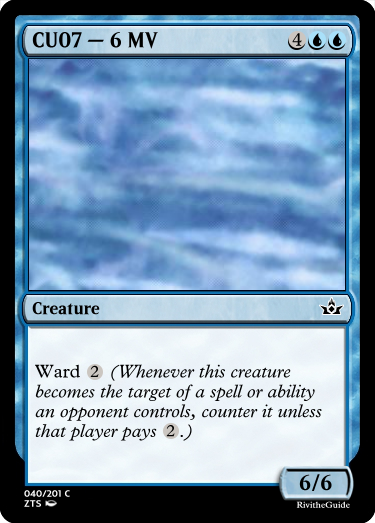 CU07 — 6 MV 4
Creature
Ward 2 (Whenever this creature
becomes the target of a spell or ability
an opponent controls, counter it unless
that player pays 2.)
6/6
040/201 C
ZTS
RivitheGuide